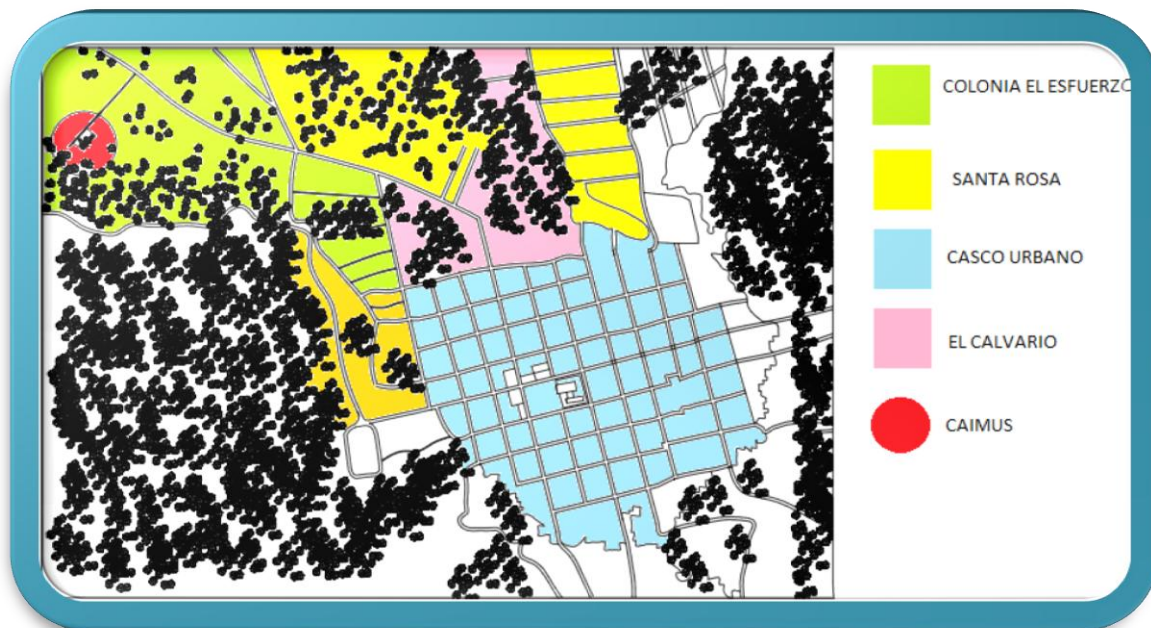 COLONIA EL ESFUERZO
SANTA ROSA
CASCO URBANO
EL CALVARIO
CAIMUS